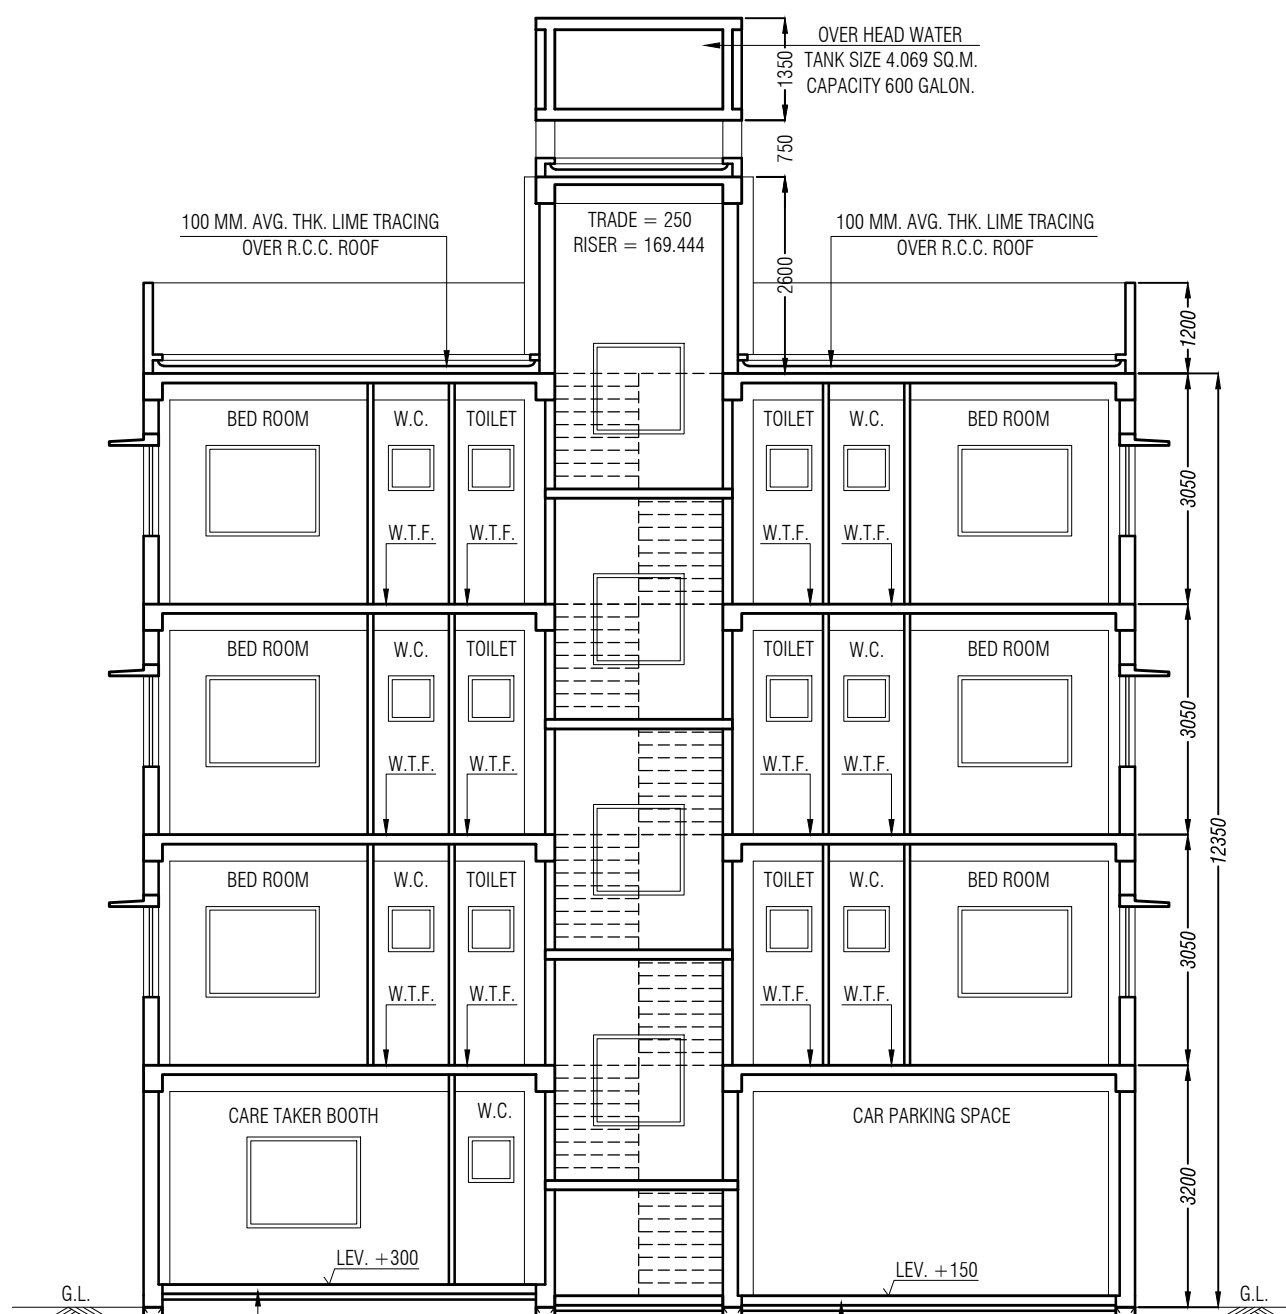 OVER HEAD WATER
TANK SIZE 4.069 SQ.M.
CAPACITY 600 GALON.
1350
750
100 MM. AVG. THK. LIME TRACING
OVER R.C.C. ROOF
TRADE = 250
RISER = 169.444
2600
100 MM. AVG. THK. LIME TRACING
OVER R.C.C. ROOF
1200
BED ROOM W.C. TOILET TOILET W.C. BED ROOM
3050
W.T.F. W.T.F. W.T.F. W.T.F.
BED ROOM W.C. TOILET TOILET W.C. BED ROOM
3050
W.T.F. W.T.F. W.T.F. W.T.F.
12350
BED ROOM W.C. TOILET TOILET W.C. BED ROOM
3050
W.T.F. W.T.F. W.T.F. W.T.F.
CARE TAKER BOOTH W.C. CAR PARKING SPACE
3200
LEV. +300 LEV. +150
G.L. G.L.